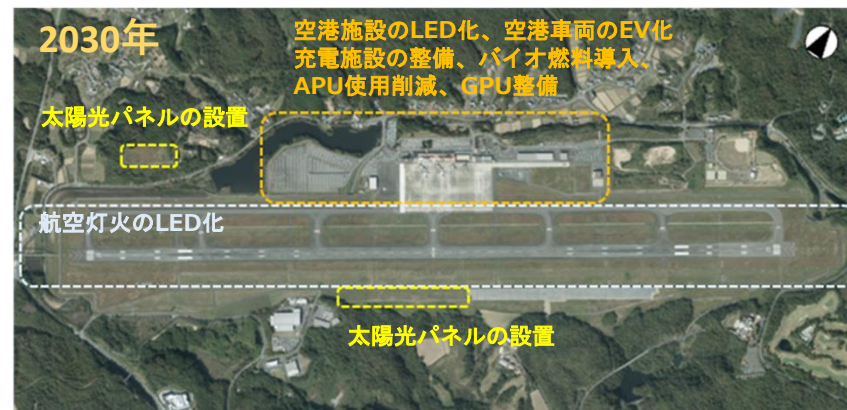 2030年
空港施設のLED化、空港車両のEV化
充電施設の整備、バイオ燃料導入、
APU使用削減、GPU整備
太陽光パネルの設置
航空灯火のLED化
太陽光パネルの設置